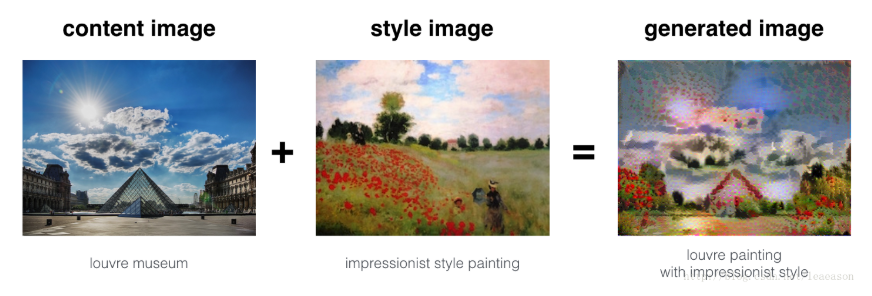 content image
style image
generated image
+
=
louvre museum
impressionist style painting
louvre painting
with impressionist style